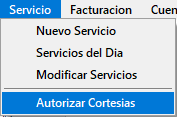 Servicio Facturacion Cuen
Nuevo Servicio
Servicios del Dia
Modificar Servicios
Autorizar Cortesias